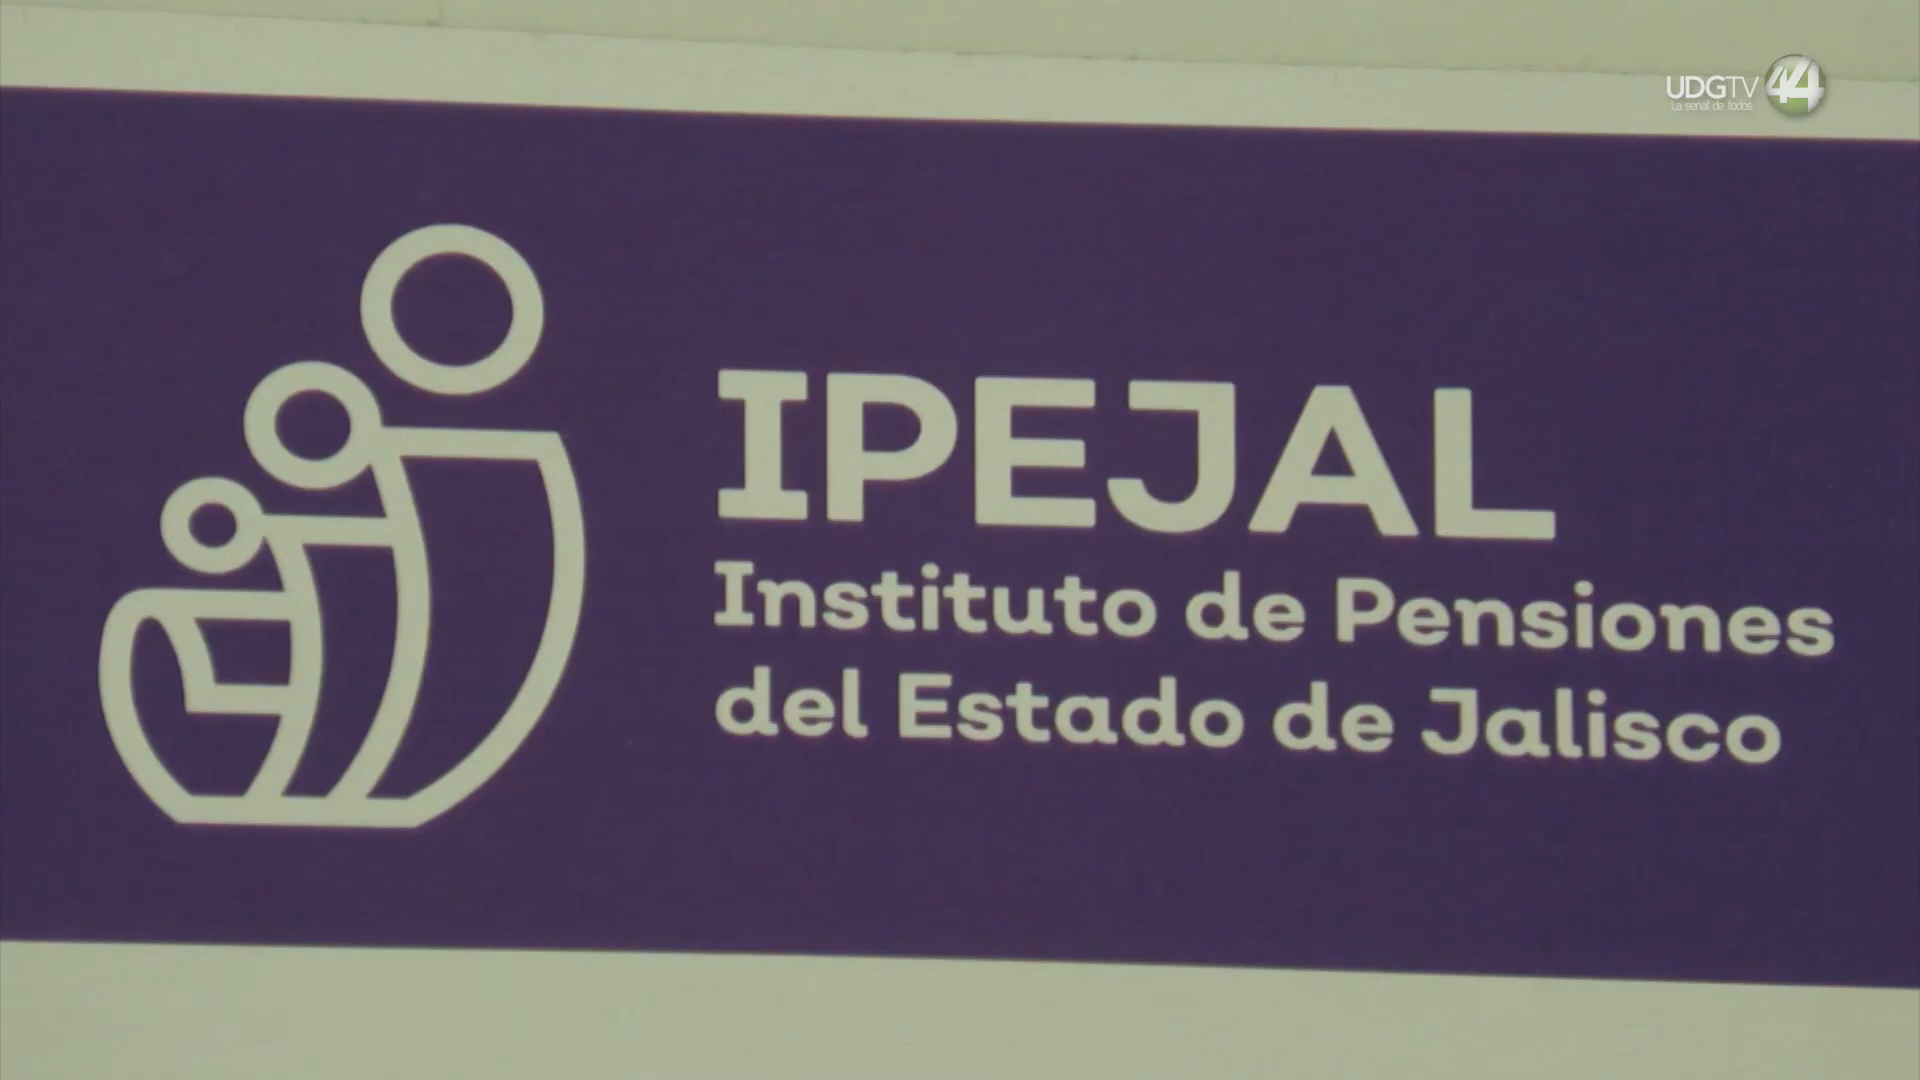 UDGTV 44
La señal de todos
IPEJAL
Instituto de Pensiones
del Estado de Jalisco